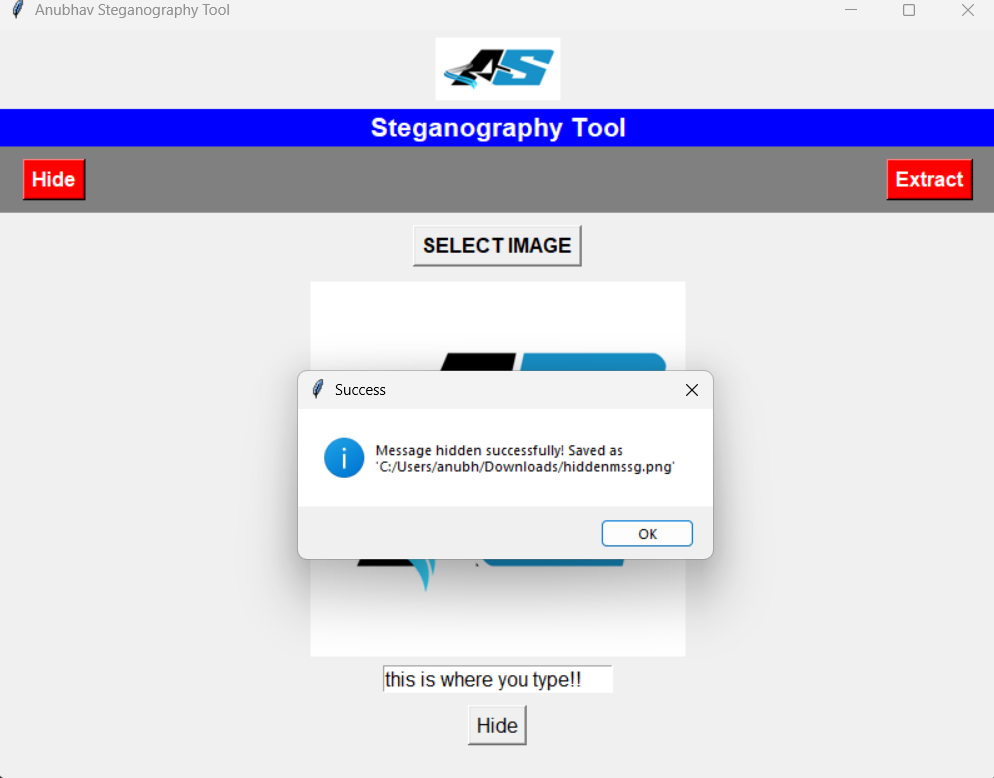 Anubhav Steganography Tool
AS
Steganography Tool
Hide
Extract
SELECT IMAGE
Success
Message hidden successfully! Saved as
'C:/Users/anubh/Downloads/hiddenmssg.png'
OK
this is where you type!!
Hide